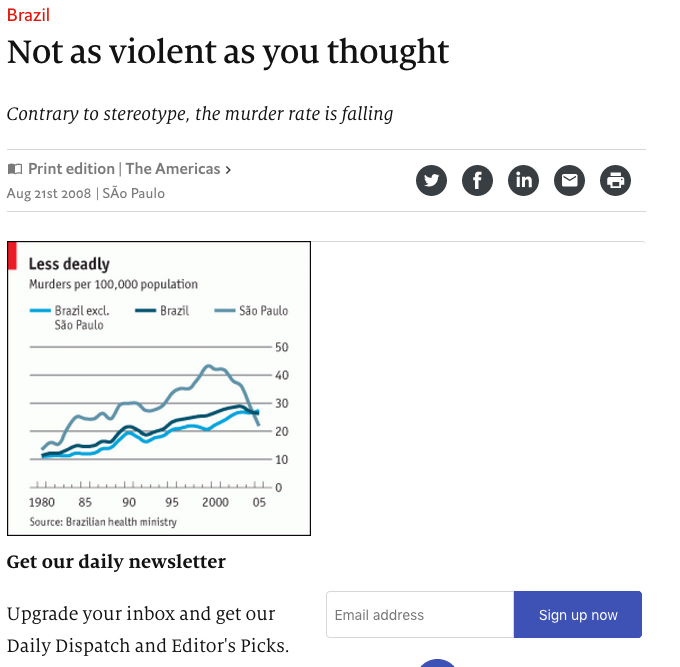 Brazil
Not as violent as you thought
Contrary to stereotype, the murder rate is falling
Print edition | The Americas ›
Aug 21st 2008 | SÃo Paulo
Less deadly
Murders per 100,000 population
Brazil excl. São Paulo
Brazil
São Paulo
50
40
30
20
10
0
1980 85 90 95 2000 05
Source: Brazilian health ministry
Get our daily newsletter
Upgrade your inbox and get our
Daily Dispatch and Editor's Picks.
Email address
Sign up now